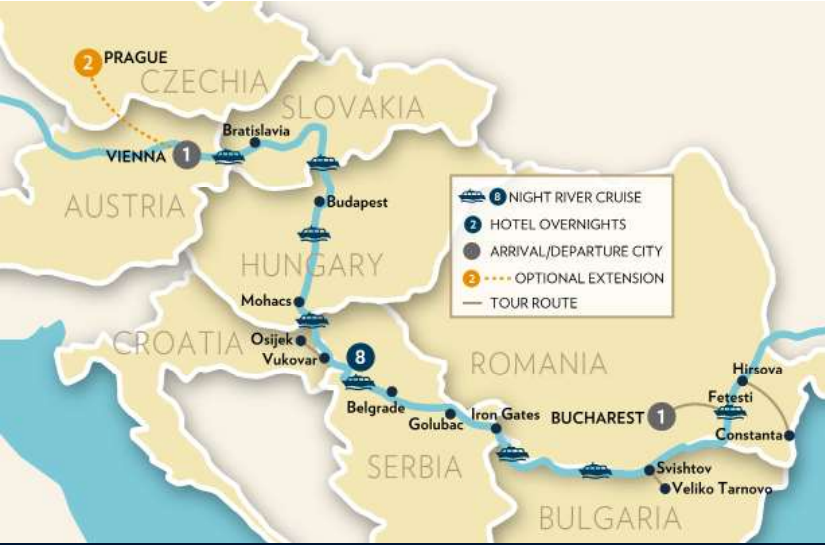 2 PRAGUE
CZECHIA
SLOVAKIA
Bratislavia
VIENNA 1
AUSTRIA
Budapest
HUNGARY
8 NIGHT RIVER CRUISE
2 HOTEL OVERNIGHTS
ARRIVAL/DEPARTURE CITY
2 OPTIONAL EXTENSION
TOUR ROUTE
Mohacs
CROATIA
Osijek
Vukovar
8
ROMANIA
Hirsova
Belgrade
Fetesti
Golubac
Iron Gates
BUCHAREST 1
Constanta
SERBIA
Svishtov
Veliko Tarnovo
BULGARIA